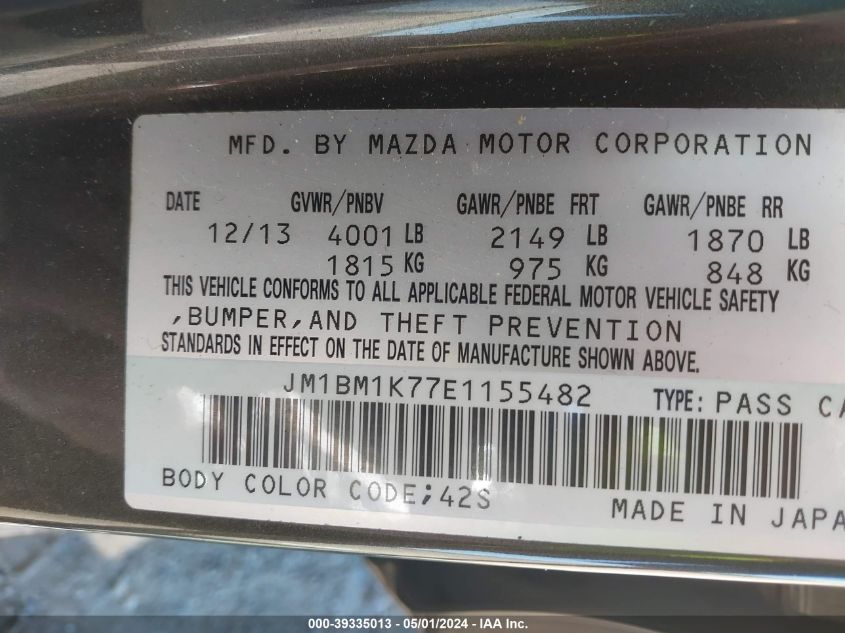 MFD. BY MAZDA MOTOR CORPORATION
DATE GVWR/PNBV GAWR/PNBE FRT GAWR/PNBE RR
12/13 4001 LB 2149 LB 1870 LB
1815 KG 975 KG 848 KG
THIS VEHICLE CONFORMS TO ALL APPLICABLE FEDERAL MOTOR VEHICLE SAFETY
,BUMPER,AND THEFT PREVENTION
STANDARDS IN EFFECT ON THE DATE OF MANUFACTURE SHOWN ABOVE.
JM1BM1K77E1155482 TYPE: PASS CA
BODY COLOR CODE;42S
MADE IN JAPA
000-39335013 - 05/01/2024 - IAA Inc.